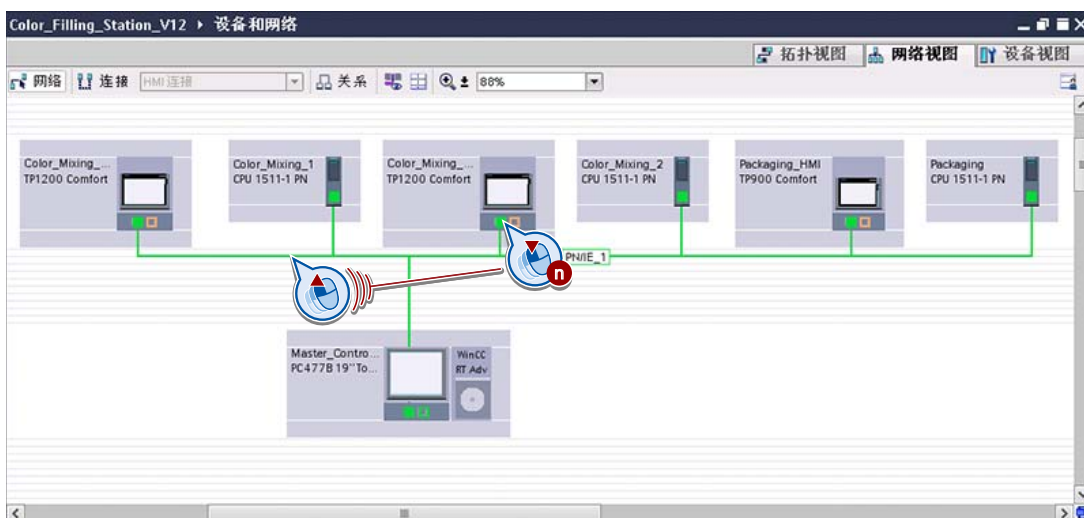 Color_Filling_Station_V12 ▸ 设备和网络
拓扑视图 网络视图 设备视图
网络 连接 HMI 连接 关系 88%
Color_Mixing_...
TP1200 Comfort
Color_Mixing_1
CPU 1511-1 PN
Color_Mixing_...
TP1200 Comfort
Color_Mixing_2
CPU 1511-1 PN
Packaging_HMI
TP900 Comfort
Packaging
CPU 1511-1 PN
PN/IE_1
n
Master_Contro...
PC477B 19"To...
WinCC
RT Adv